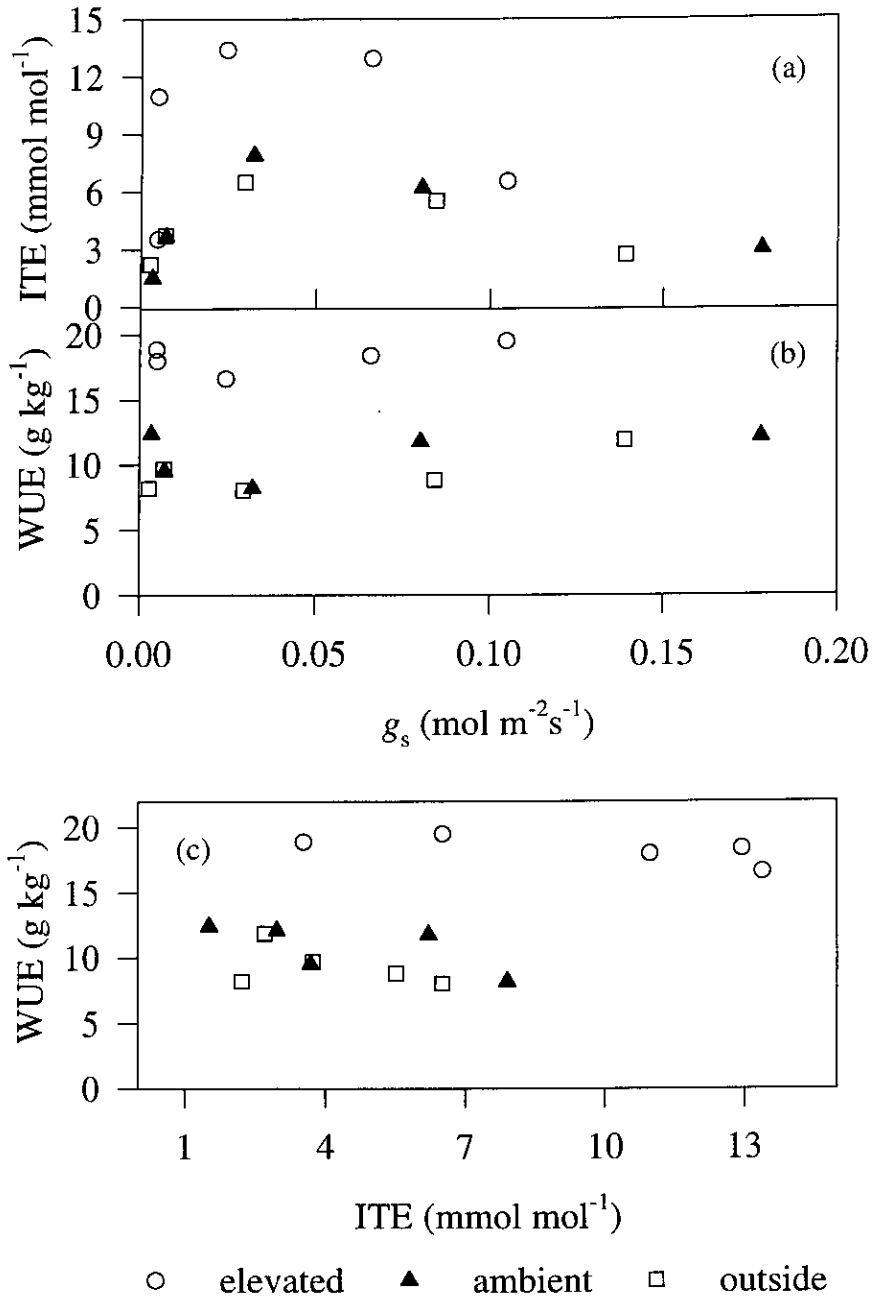 15
12
9
6
3
0
ITE (mmol mol⁻¹)
(a)
20
15
10
5
0
WUE (g kg⁻¹)
(b)
0.00 0.05 0.10 0.15 0.20
gₛ (mol m⁻²s⁻¹)
20
15
10
5
0
WUE (g kg⁻¹)
(c)
1 4 7 10 13
ITE (mmol mol⁻¹)
elevated ambient outside